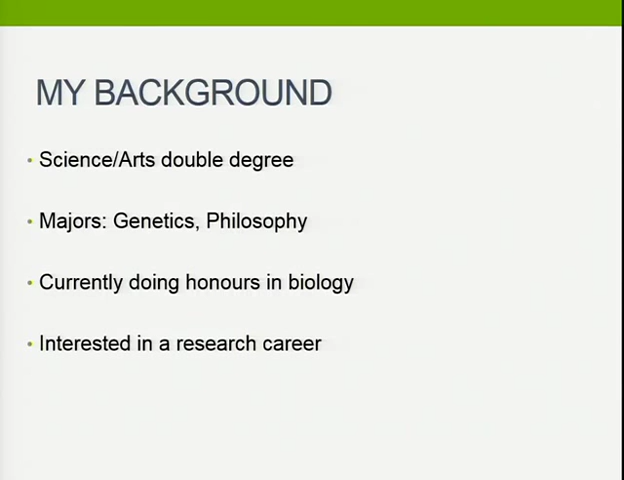 MY BACKGROUND
• Science/Arts double degree
• Majors: Genetics, Philosophy
• Currently doing honours in biology
• Interested in a research career